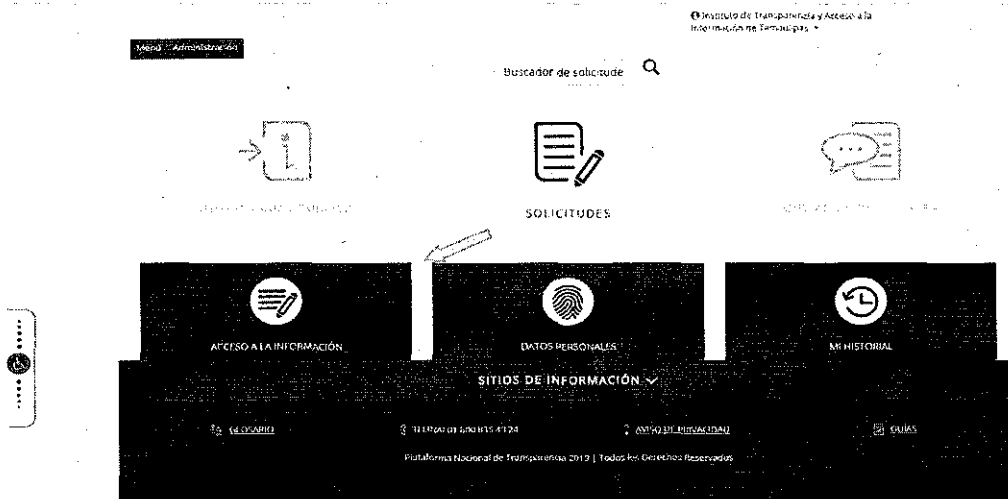 Instituto de Transparencia y Acceso a la
Información de Tamaulipas
Menú Administración
Buscador de solicitude
SOLICITUDES
ACCESO A LA INFORMACIÓN
DATOS PERSONALES
MI HISTORIAL
SITIOS DE INFORMACIÓN
GLOSARIO
AVISO DE PRIVACIDAD
GUÍAS
Plataforma Nacional de Transparencia 2019 | Todos los Derechos Reservados